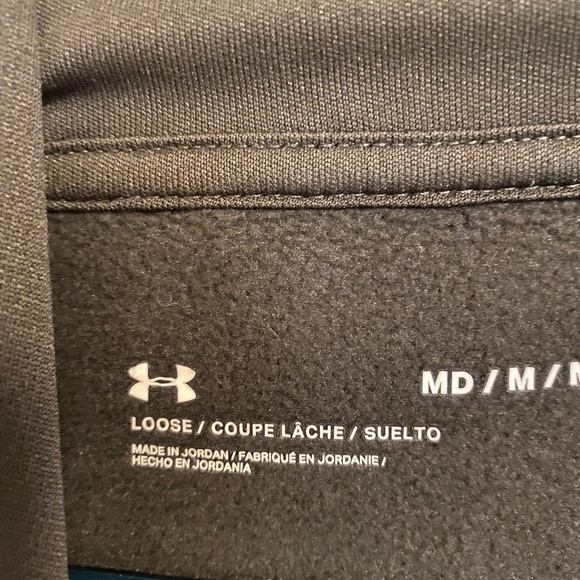 MD / M / M
LOOSE / COUPE LÂCHE / SUELTO
MADE IN JORDAN / FABRIQUÉ EN JORDANIE /
HECHO EN JORDANIA